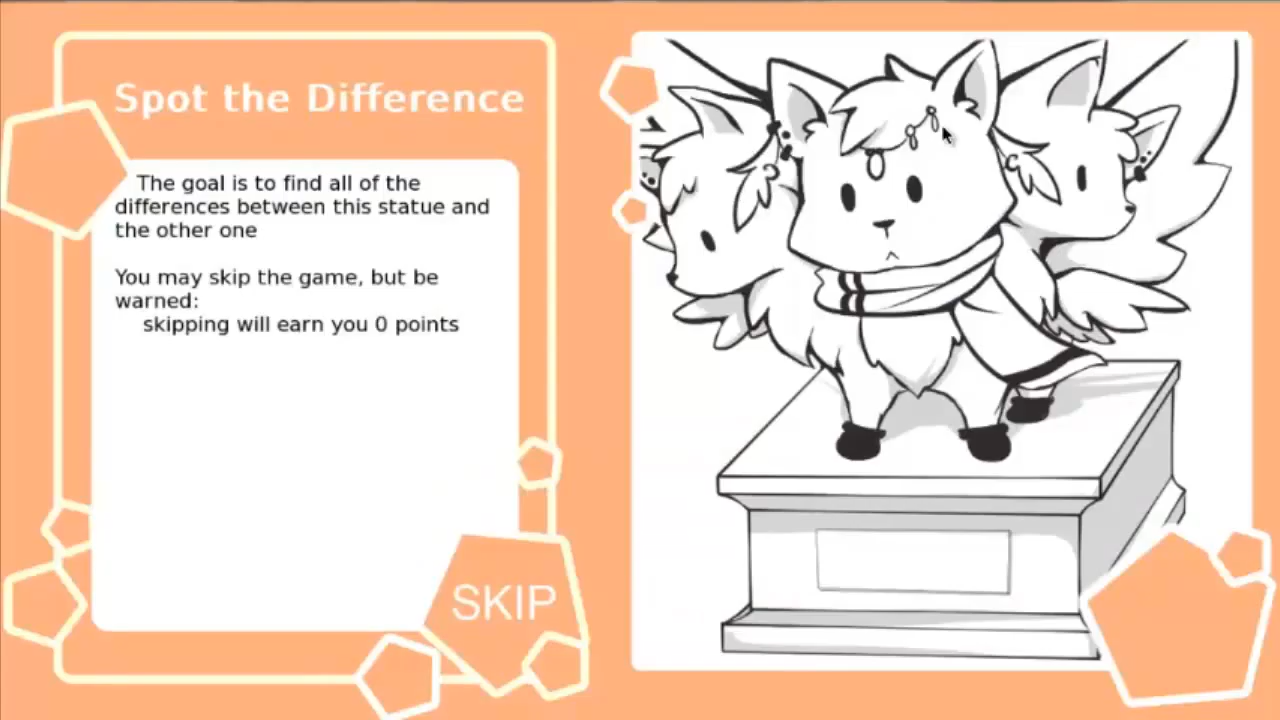 Spot the Difference
The goal is to find all of the
differences between this statue and
the other one
You may skip the game, but be
warned:
skipping will earn you 0 points
SKIP